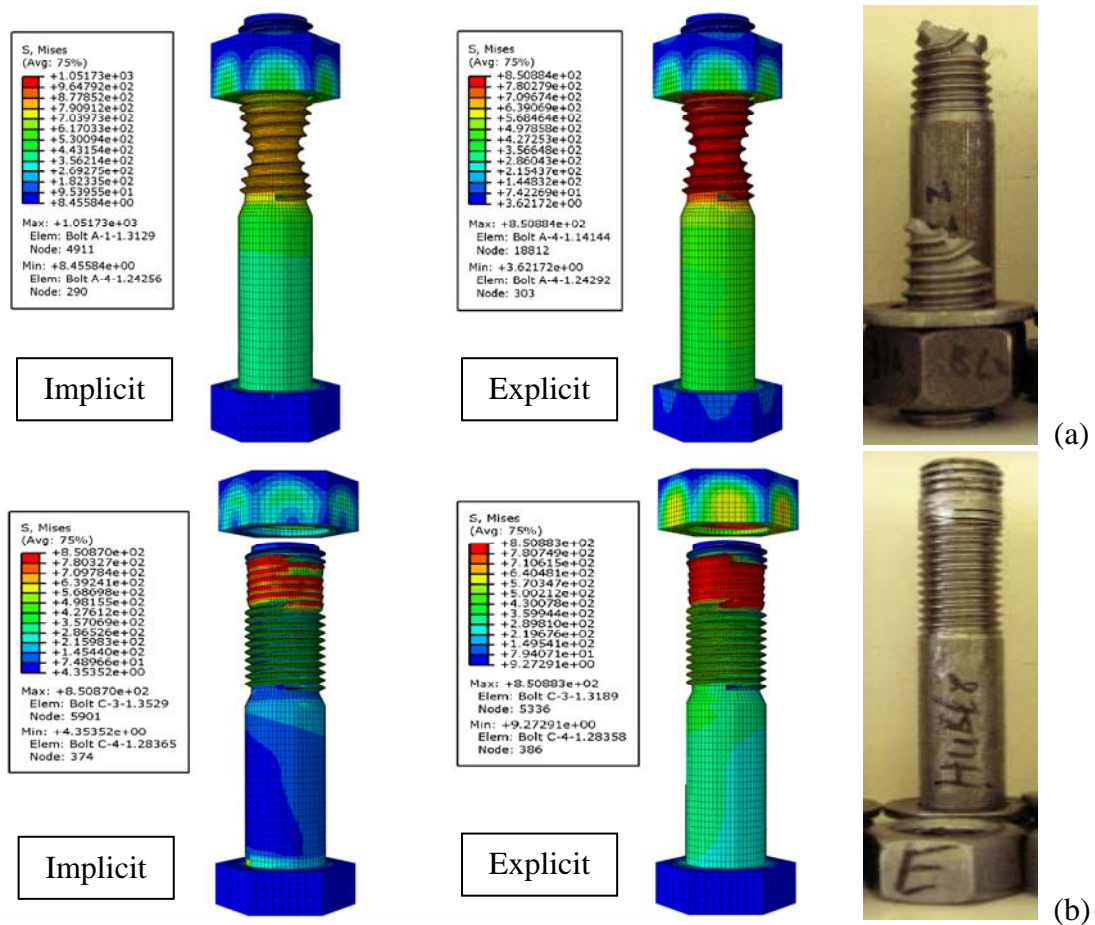 S, Mises
(Avg: 75%)
+1.05173e+03
+9.64792e+02
+8.77852e+02
+7.90912e+02
+7.03973e+02
+6.17033e+02
+5.30094e+02
+4.43154e+02
+3.56214e+02
+2.69275e+02
+1.82335e+02
+9.53955e+01
+8.45584e+00
Max: +1.05173e+03
Elem: Bolt A-1-1.3129
Node: 4911
Min: +8.45584e+00
Elem: Bolt A-4-1.24256
Node: 290
Implicit
S, Mises
(Avg: 75%)
+8.50884e+02
+7.80279e+02
+7.09674e+02
+6.39069e+02
+5.68464e+02
+4.97858e+02
+4.27253e+02
+3.56648e+02
+2.86043e+02
+2.15437e+02
+1.44832e+02
+7.42269e+01
+3.62172e+00
Max: +8.50884e+02
Elem: Bolt A-4-1.14144
Node: 18812
Min: +3.62172e+00
Elem: Bolt A-4-1.24292
Node: 303
Explicit
(a)
S, Mises
(Avg: 75%)
+8.50870e+02
+7.80327e+02
+7.09784e+02
+6.39241e+02
+5.68698e+02
+4.98155e+02
+4.27612e+02
+3.57069e+02
+2.86526e+02
+2.15983e+02
+1.45440e+02
+7.48966e+01
+4.35352e+00
Max: +8.50870e+02
Elem: Bolt C-3-1.3529
Node: 5901
Min: +4.35352e+00
Elem: Bolt C-4-1.28365
Node: 374
Implicit
S, Mises
(Avg: 75%)
+8.50883e+02
+7.80749e+02
+7.10615e+02
+6.40481e+02
+5.70347e+02
+5.00212e+02
+4.30078e+02
+3.59944e+02
+2.89810e+02
+2.19676e+02
+1.49541e+02
+7.94071e+01
+9.27291e+00
Max: +8.50883e+02
Elem: Bolt C-3-1.3189
Node: 5336
Min: +9.27291e+00
Elem: Bolt C-4-1.28358
Node: 386
Explicit
E
(b)